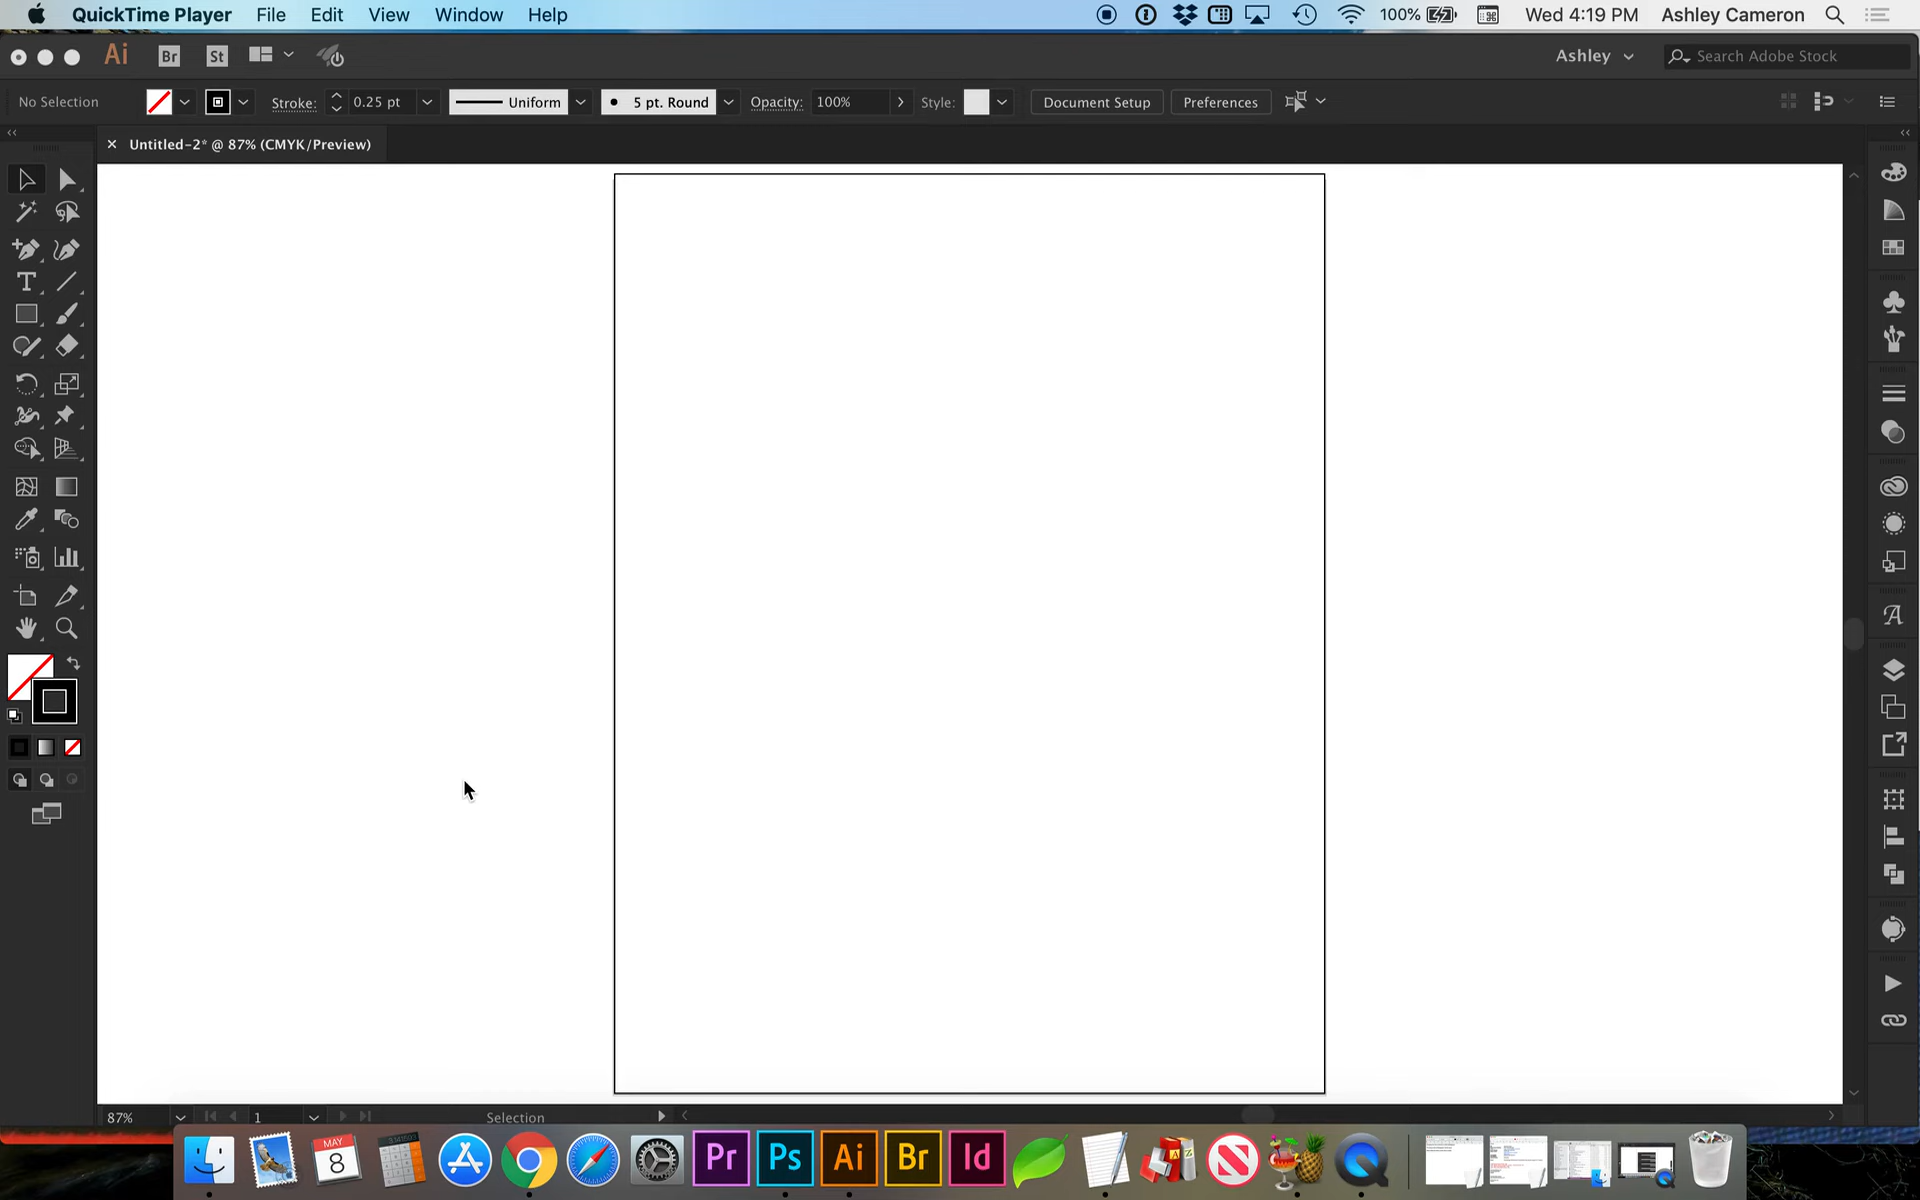 QuickTime Player File Edit View Window Help 100% Wed 4:19 PM Ashley Cameron
Ai Br St Ashley Search Adobe Stock
No Selection Stroke: 0.25 pt Uniform 5 pt. Round Opacity: 100% Style: Document Setup Preferences
× Untitled-2* @ 87% (CMYK/Preview)
T
A
87% 1 Selection
MAY
8
Pr Ps Ai Br Id
A Z
N